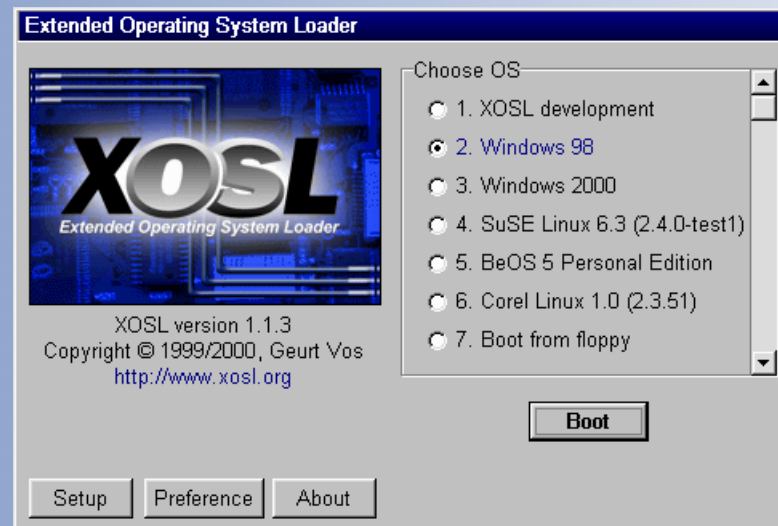 Extended Operating System Loader
XOSL
Extended Operating System Loader
XOSL version 1.1.3
Copyright © 1999/2000, Geurt Vos
http://www.xosl.org
Choose OS
1. XOSL development
2. Windows 98
3. Windows 2000
4. SuSE Linux 6.3 (2.4.0-test1)
5. BeOS 5 Personal Edition
6. Corel Linux 1.0 (2.3.51)
7. Boot from floppy
Boot
Setup
Preference
About